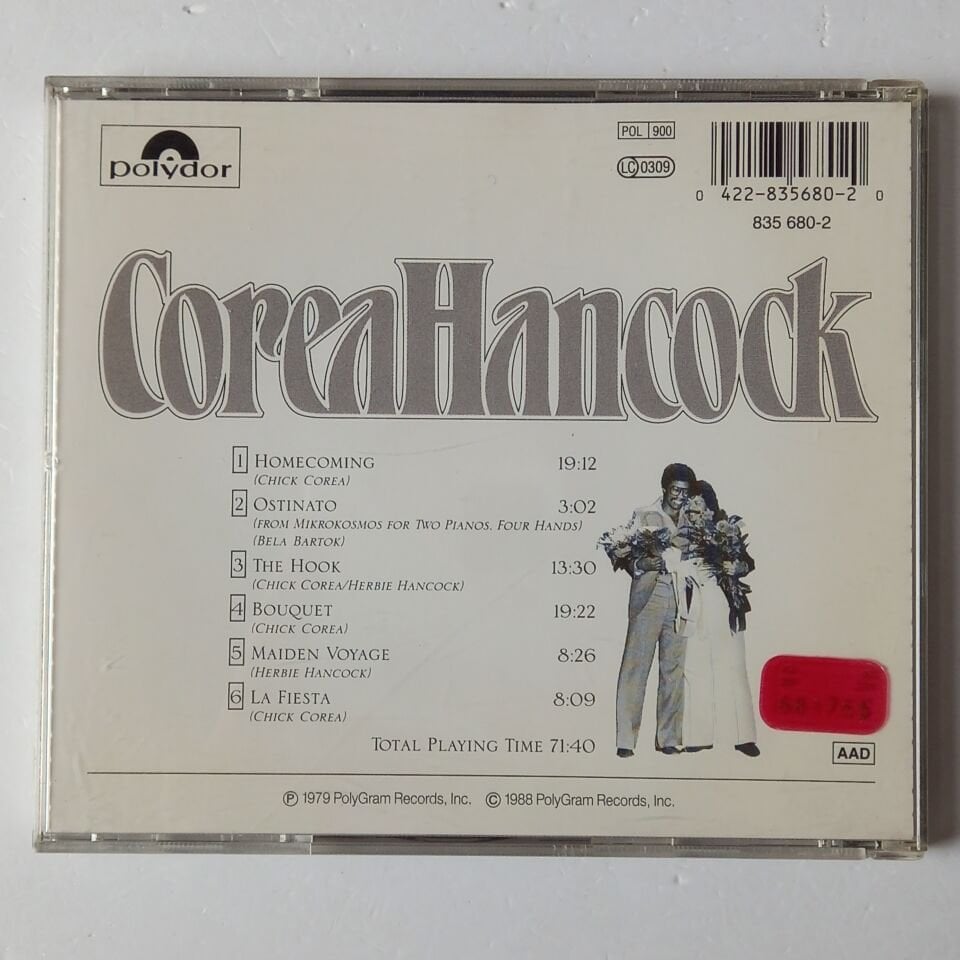 polydor
POL 900
LC 0309
0 422-835680-2 0
835 680-2
CoreaHancock
1 HOMECOMING 19:12
(CHICK COREA)
2 OSTINATO 3:02
(FROM MIKROKOSMOS FOR TWO PIANOS, FOUR HANDS)
(BELA BARTOK)
3 THE HOOK 13:30
(CHICK COREA/HERBIE HANCOCK)
4 BOUQUET 19:22
(CHICK COREA)
5 MAIDEN VOYAGE 8:26
(HERBIE HANCOCK)
6 LA FIESTA 8:09
(CHICK COREA)
TOTAL PLAYING TIME 71:40
AAD
℗ 1979 PolyGram Records, Inc. © 1988 PolyGram Records, Inc.